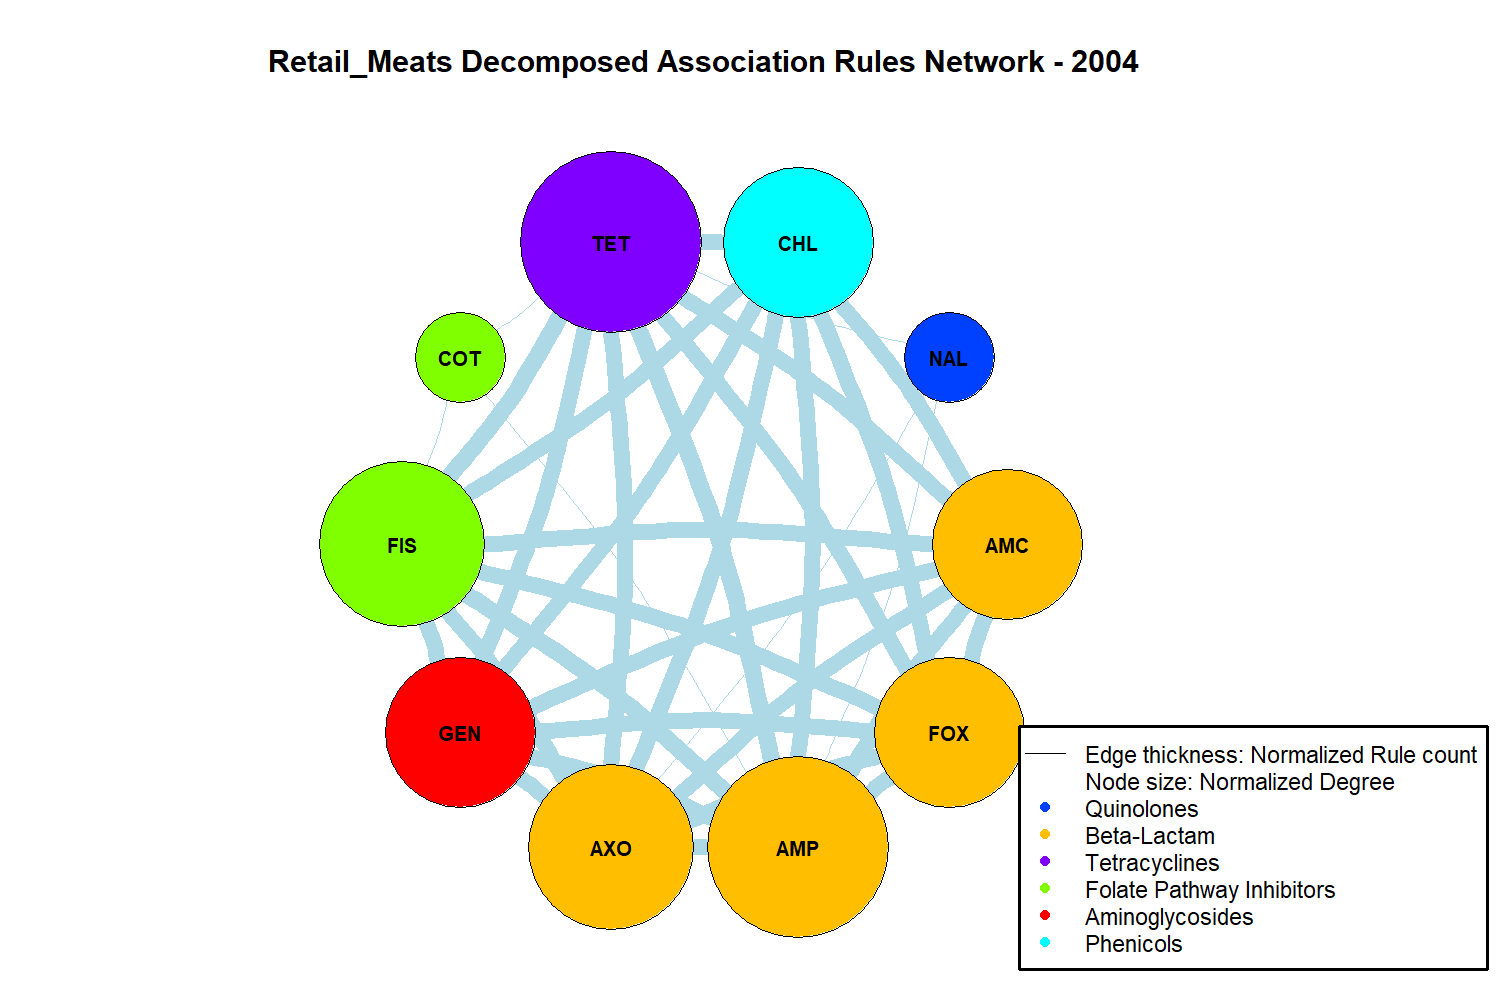 Retail_Meats Decomposed Association Rules Network - 2004
TET
CHL
COT
NAL
FIS
AMC
GEN
FOX
AXO
AMP
Edge thickness: Normalized Rule count
Node size: Normalized Degree
Quinolones
Beta-Lactam
Tetracyclines
Folate Pathway Inhibitors
Aminoglycosides
Phenicols